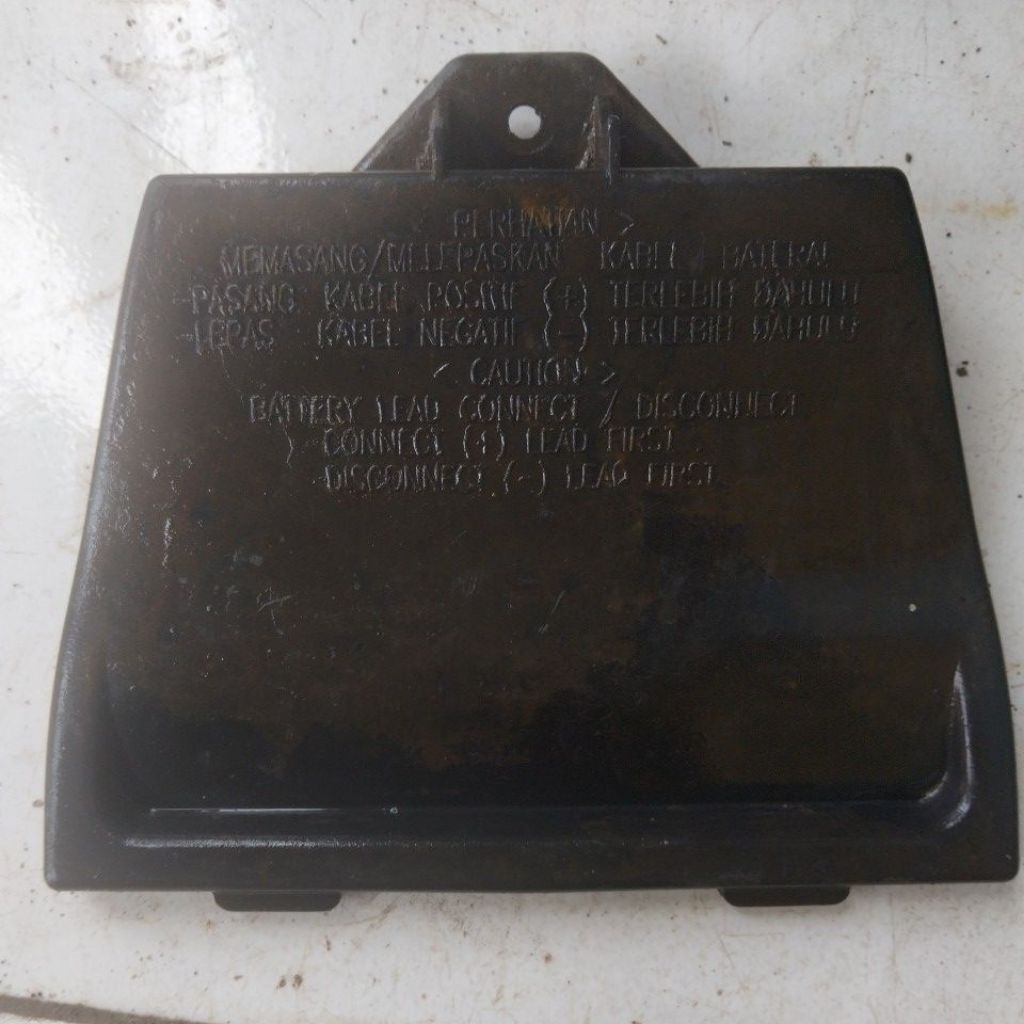 < PERHATIAN >
MEMASANG/MELEPASKAN KABEL BATERAI
-PASANG KABEL POSITIF (+) TERLEBIH DAHULU
-LEPAS KABEL NEGATIF (-) TERLEBIH DAHULU
< CAUTION >
BATTERY LEAD CONNECT / DISCONNECT
- CONNECT (+) LEAD FIRST
-DISCONNECT (-) LEAD FIRST